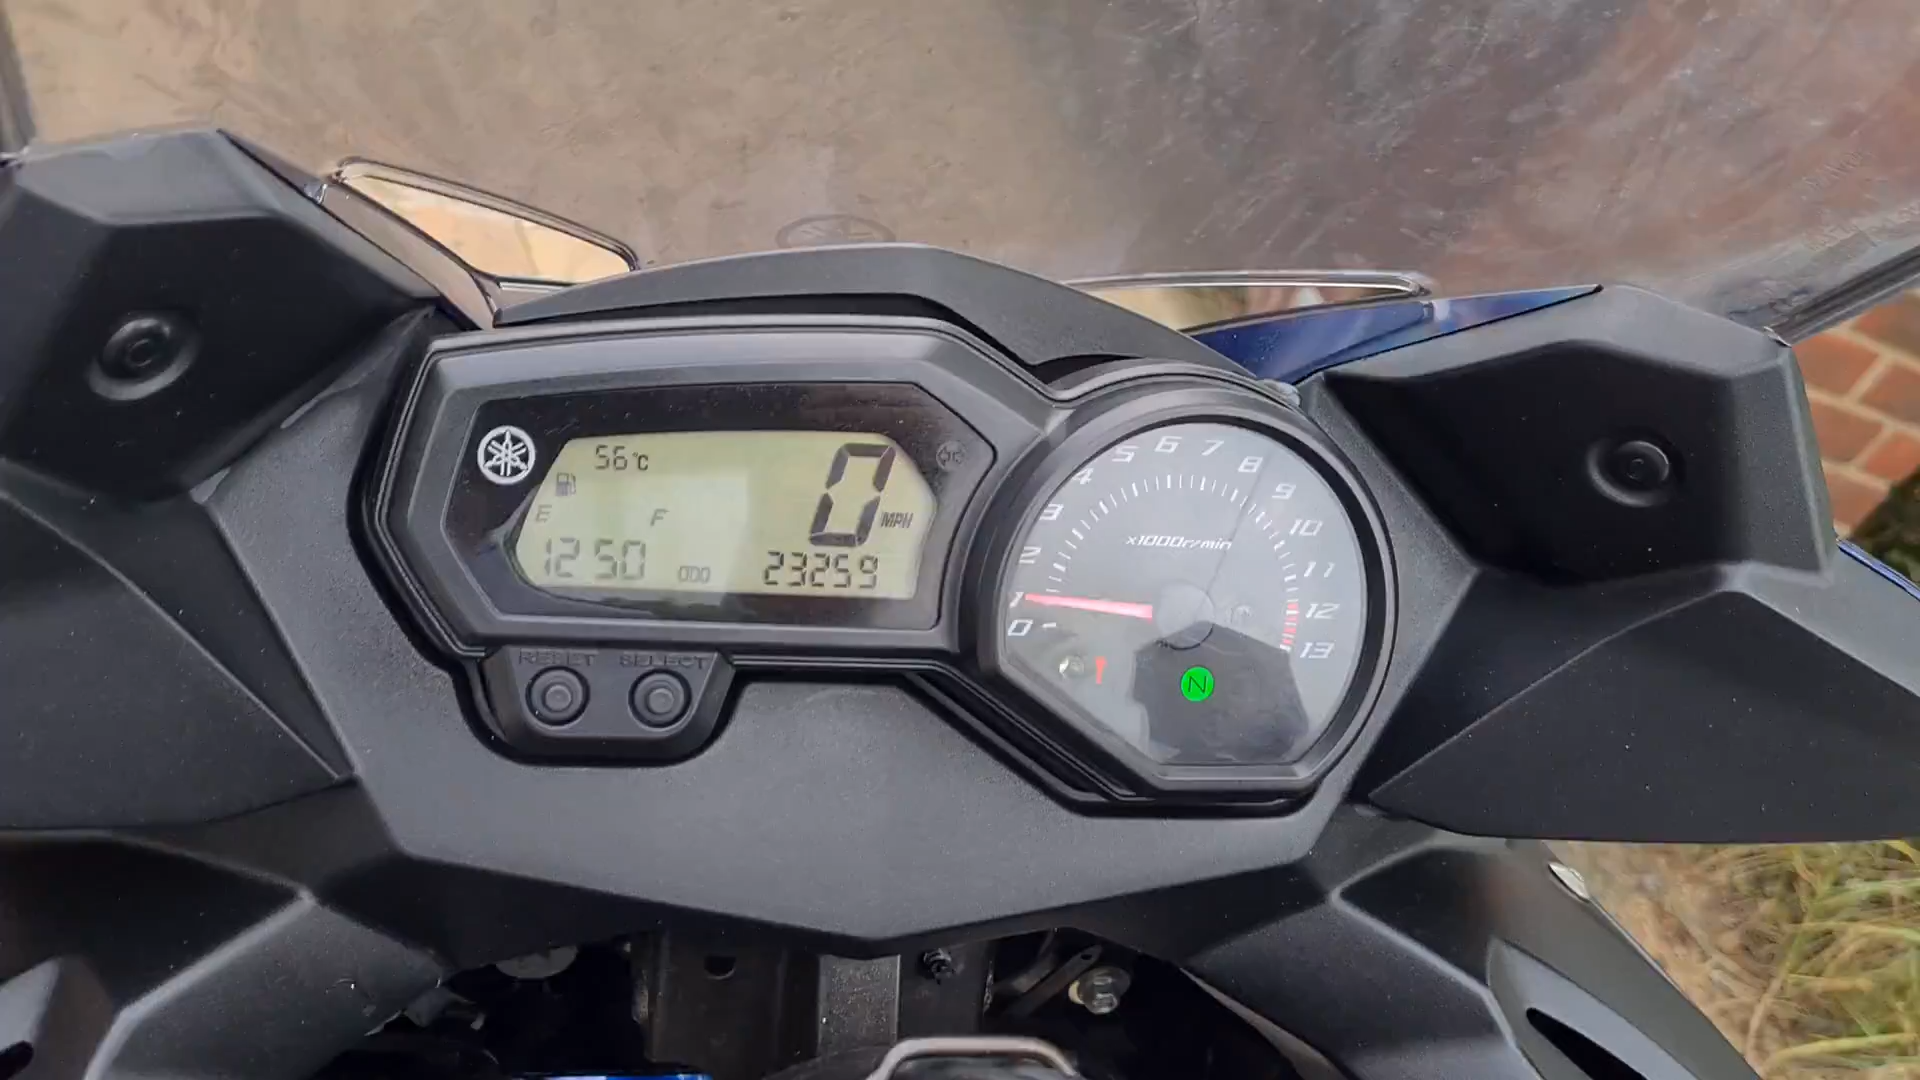 56°C
0 MPH
E F
12 50 ODO 23259
RESET SELECT
0 1 2 3 4 5 6 7 8 9 10 11 12 13
x1000r/min
N